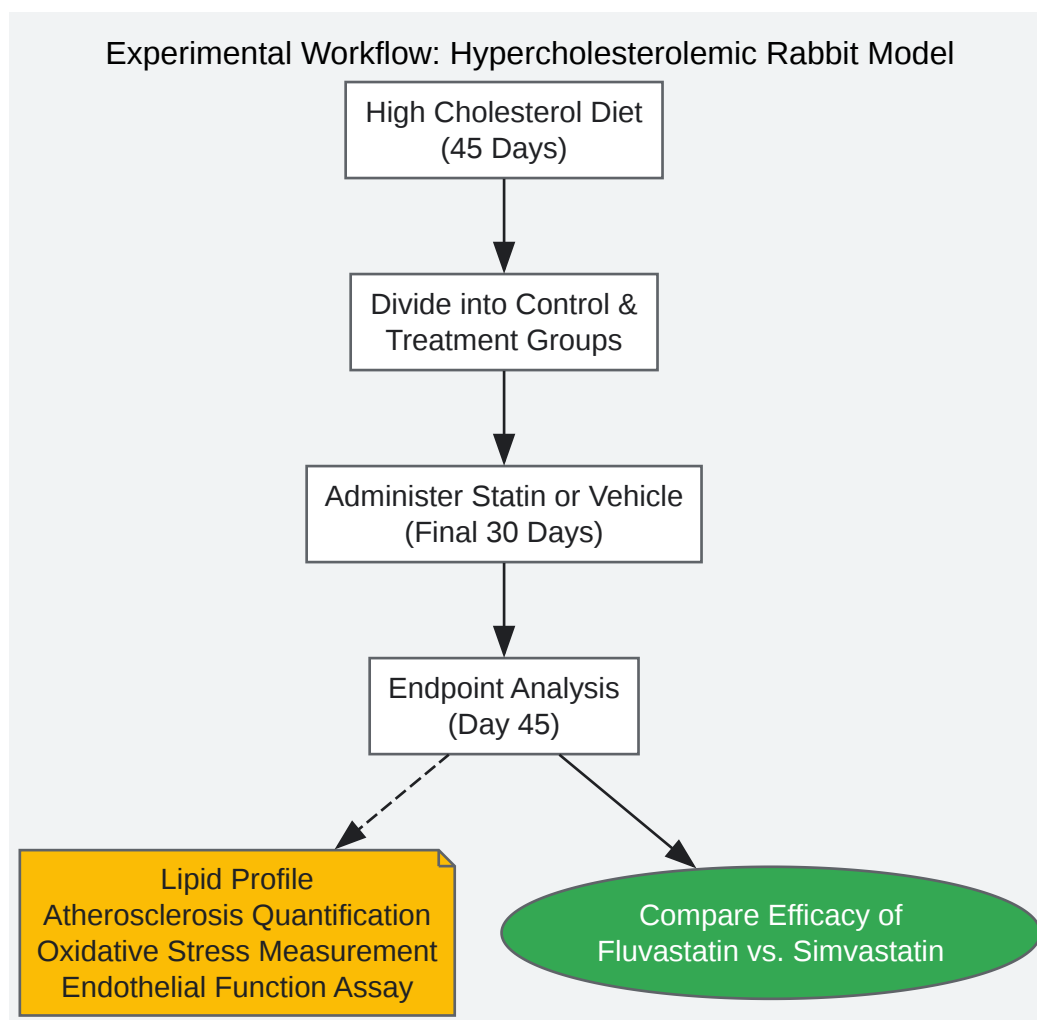 Experimental Workflow: Hypercholesterolemic Rabbit Model
High Cholesterol Diet
(45 Days)
Divide into Control &
Treatment Groups
Administer Statin or Vehicle
(Final 30 Days)
Endpoint Analysis
(Day 45)
Lipid Profile
Atherosclerosis Quantification
Oxidative Stress Measurement
Endothelial Function Assay
Compare Efficacy of
Fluvastatin vs. Simvastatin